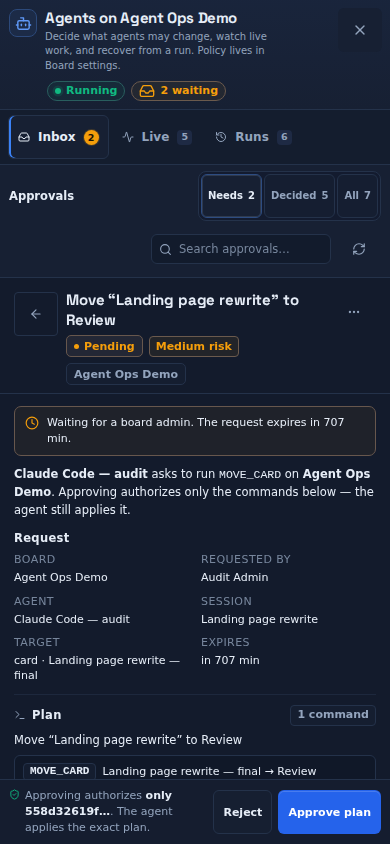 Agents on Agent Ops Demo
Decide what agents may change, watch live
work, and recover from a run. Policy lives in
Board settings.
Running
2 waiting
Inbox 2
Live 5
Runs 6
Approvals
Needs 2
Decided 5
All 7
Search approvals…
Move “Landing page rewrite” to
Review
Pending
Medium risk
Agent Ops Demo
Waiting for a board admin. The request expires in 707
min.
Claude Code — audit asks to run MOVE_CARD on Agent Ops
Demo. Approving authorizes only the commands below — the
agent still applies it.
Request
BOARD
Agent Ops Demo
REQUESTED BY
Audit Admin
AGENT
Claude Code — audit
SESSION
Landing page rewrite
TARGET
card · Landing page rewrite —
final
EXPIRES
in 707 min
Plan
1 command
Move “Landing page rewrite” to Review
MOVE_CARD Landing page rewrite — final → Review
Approving authorizes only
558d32619f…. The agent
applies the exact plan.
Reject
Approve plan